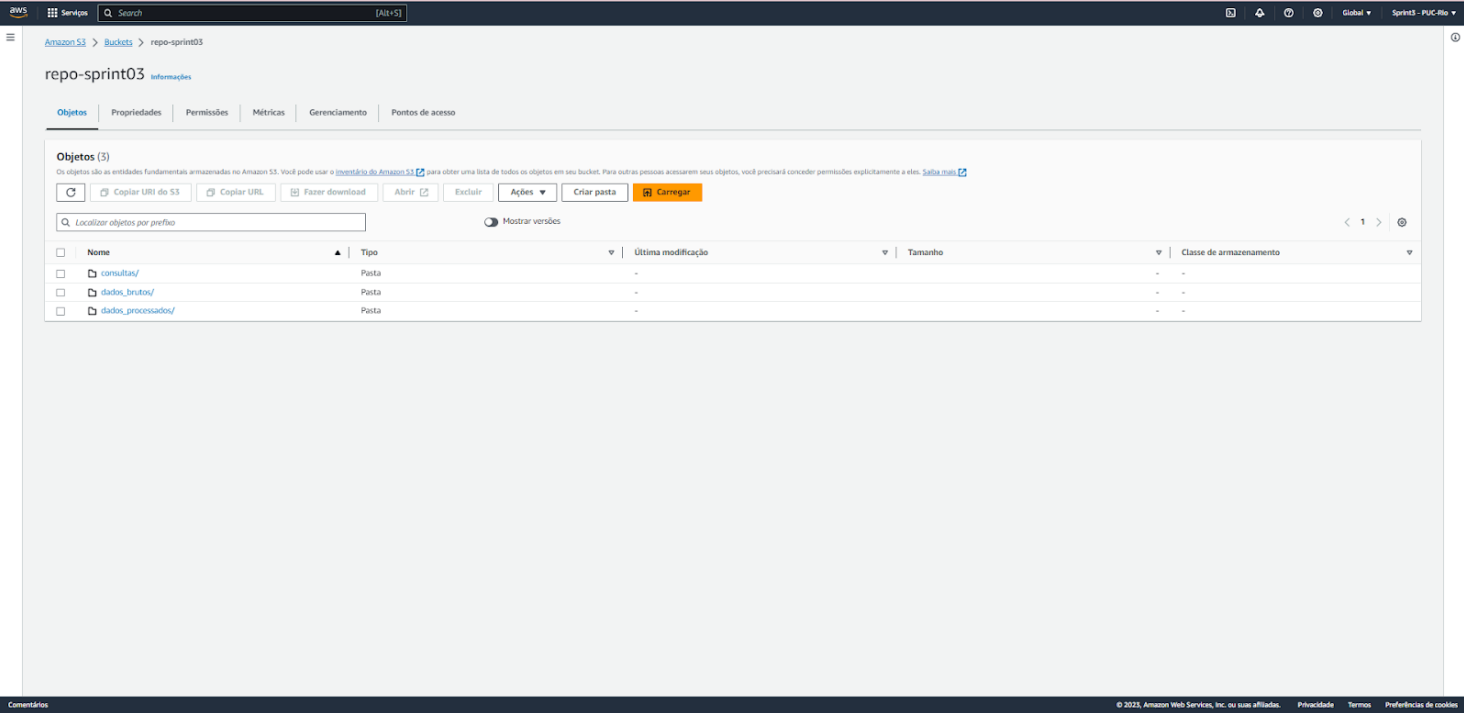 aws Serviços Search [Alt+S] Global ▼ Sprint3 - PUC-Rio ▼
Amazon S3 > Buckets > repo-sprint03
repo-sprint03 Informações
Objetos Propriedades Permissões Métricas Gerenciamento Pontos de acesso
Objetos (3)
Os objetos são as entidades fundamentais armazenadas no Amazon S3. Você pode usar o inventário do Amazon S3 para obter uma lista de todos os objetos em seu bucket. Para outras pessoas acessarem seus objetos, você precisará conceder permissões explicitamente a eles. Saiba mais
Copiar URI do S3 Copiar URL Fazer download Abrir Excluir Ações ▼ Criar pasta Carregar
Localizar objetos por prefixo Mostrar versões < 1 >
Nome Tipo Última modificação Tamanho Classe de armazenamento
consultas/ Pasta - - -
dados_brutos/ Pasta - - -
dados_processados/ Pasta - - -
Comentários © 2023, Amazon Web Services, Inc. ou suas afiliadas. Privacidade Termos Preferências de cookies